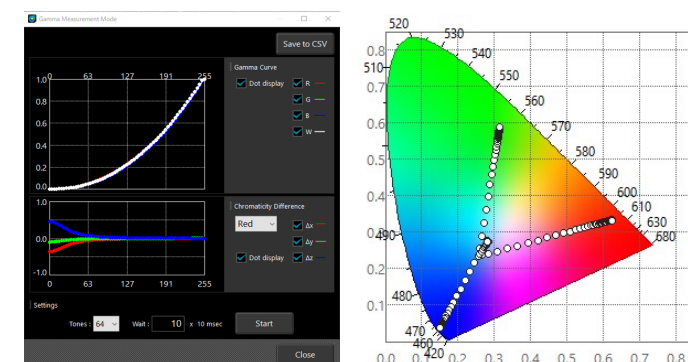 Gamma Measurement Mode
Save to CSV
Gamma Curve
Dot display
R
G
B
W
0 63 127 191 255
1.0
0.8
0.6
0.4
0.2
0.0
Chromaticity Difference
Red
Δx
Δy
Dot display
Δz
1.0
0.0
-1.0
0 63 127 191 255
Settings
Tones : 64
Wait : 10 x 10 msec
Start
Close
520
530
540
550
560
570
580
590
600
610
630
680
510
490
480
470
460
420
0.8
0.7
0.6
0.5
0.4
0.2
0.1
0.0 0.2 0.3 0.4 0.5 0.6 0.7 0.8